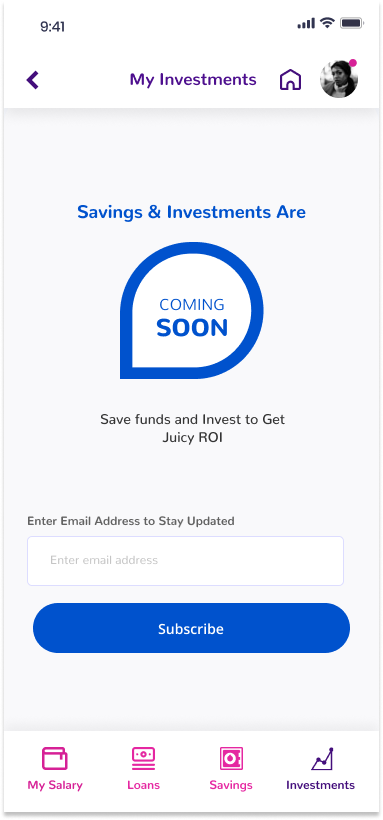 9:41
My Investments
Savings & Investments Are
COMING
SOON
Save funds and Invest to Get
Juicy ROI
Enter Email Address to Stay Updated
Enter email address
Subscribe
My Salary
Loans
Savings
Investments